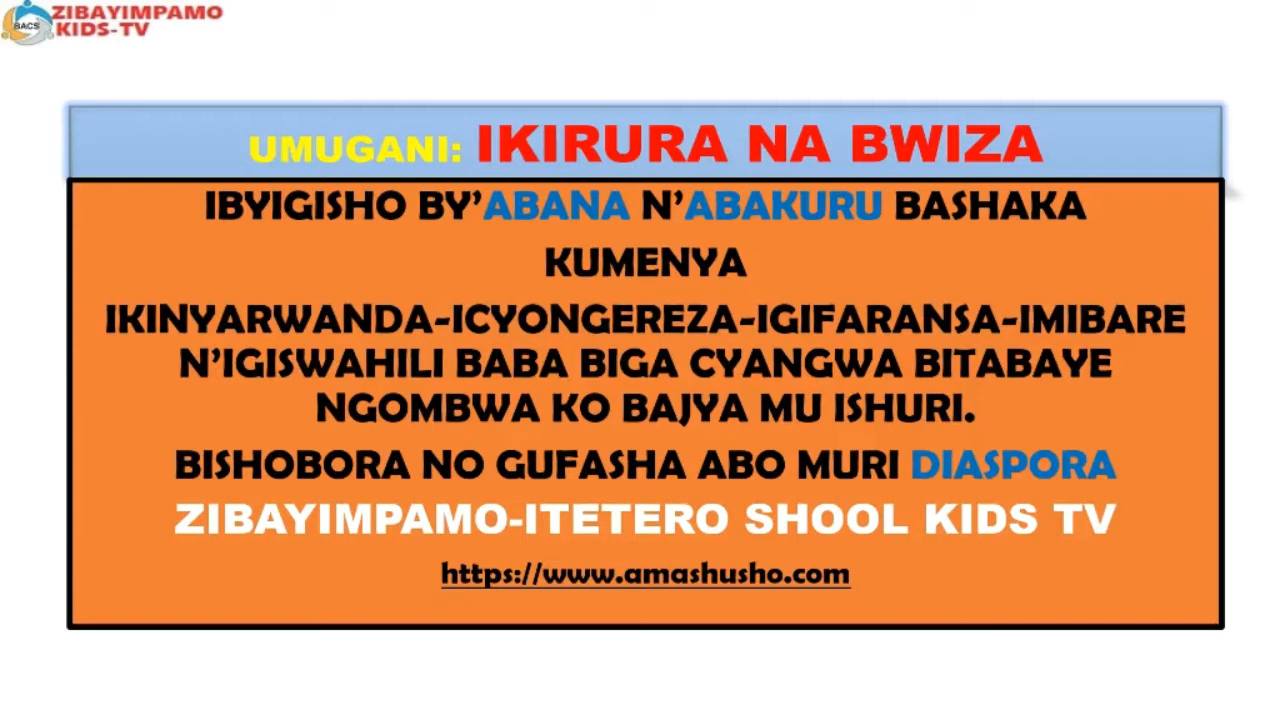 ZIBAYIMPAMO
KIDS-TV
BACS
UMUGANI: IKIRURA NA BWIZA
IBYIGISHO BY’ABANA N’ABAKURU BASHAKA
KUMENYA
IKINYARWANDA-ICYONGEREZA-IGIFARANSA-IMIBARE
N’IGISWAHILI BABA BIGA CYANGWA BITABAYE
NGOMBWA KO BAJYA MU ISHURI.
BISHOBORA NO GUFASHA ABO MURI DIASPORA
ZIBAYIMPAMO-ITETERO SHOOL KIDS TV
https://www.amashusho.com